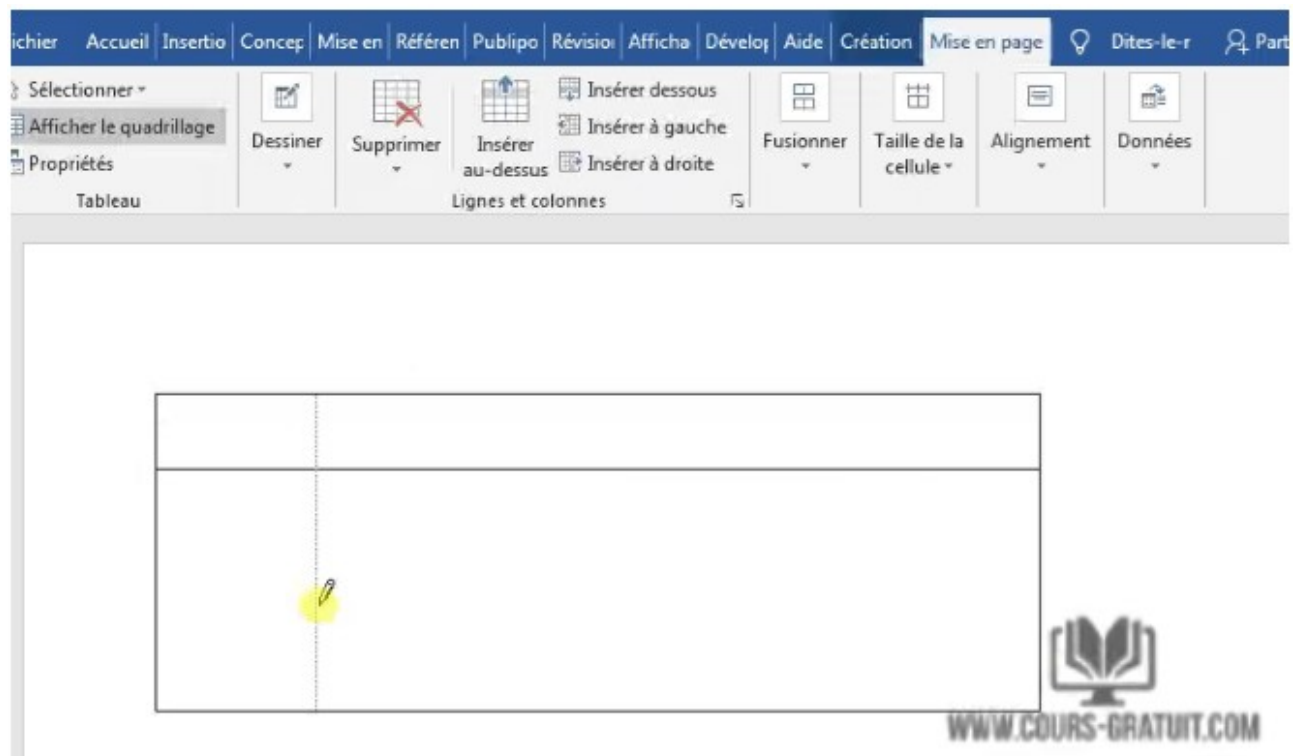 ichier Accueil Insertio Concep Mise en Référen Publipo Révisio Afficha Dévelop Aide Création Mise en page Dites-le-r Part
Sélectionner
Afficher le quadrillage
Propriétés
Tableau
Dessiner
Supprimer
Insérer
au-dessus
Insérer dessous
Insérer à gauche
Insérer à droite
Lignes et colonnes
Fusionner
Taille de la
cellule
Alignement
Données
WWW.COURS-GRATUIT.COM